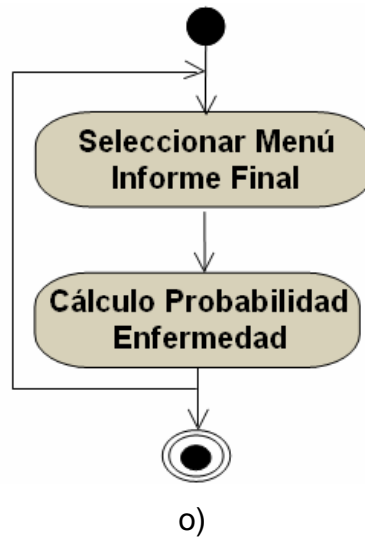 Seleccionar Menú
Informe Final
Cálculo Probabilidad
Enfermedad
o)